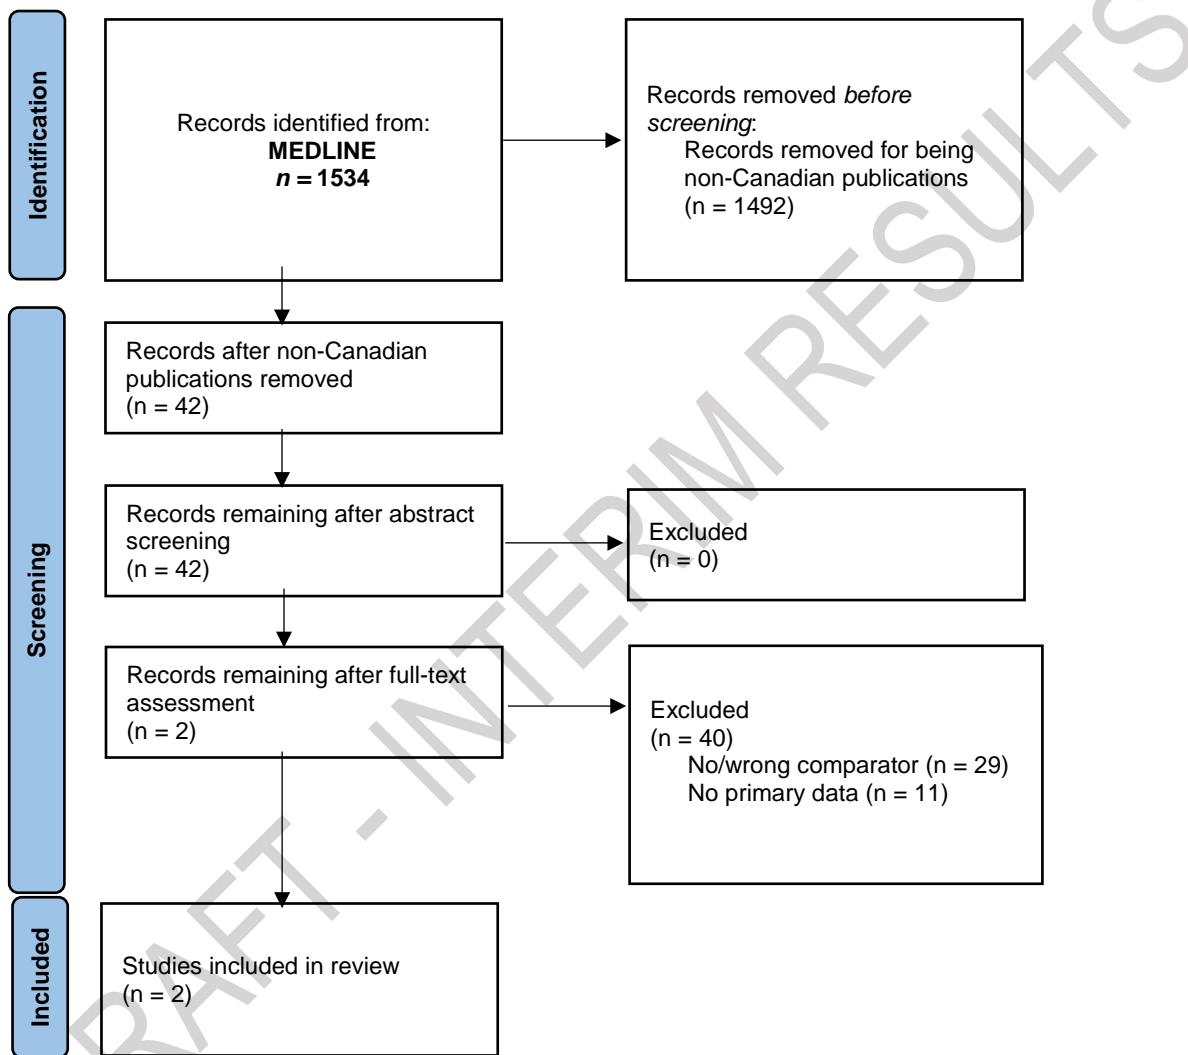 Identification
Records identified from:
MEDLINE
n = 1534
Records removed before
screening:
Records removed for being
non-Canadian publications
(n = 1492)
Screening
Records after non-Canadian
publications removed
(n = 42)
Records remaining after abstract
screening
(n = 42)
Excluded
(n = 0)
Records remaining after full-text
assessment
(n = 2)
Excluded
(n = 40)
No/wrong comparator (n = 29)
No primary data (n = 11)
Included
Studies included in review
(n = 2)
RAFT - INTERIM RESULTS